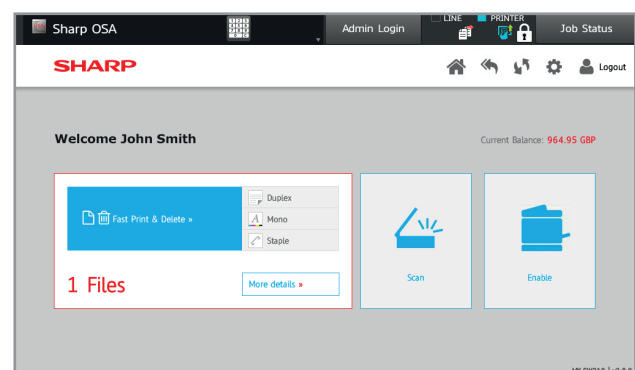 Sharp OSA
Admin Login
LINE
PRINTER
Job Status
SHARP
Logout
Welcome John Smith
Current Balance: 964.95 GBP
Fast Print & Delete »
Duplex
A Mono
Staple
1 Files
More details »
Scan
Enable